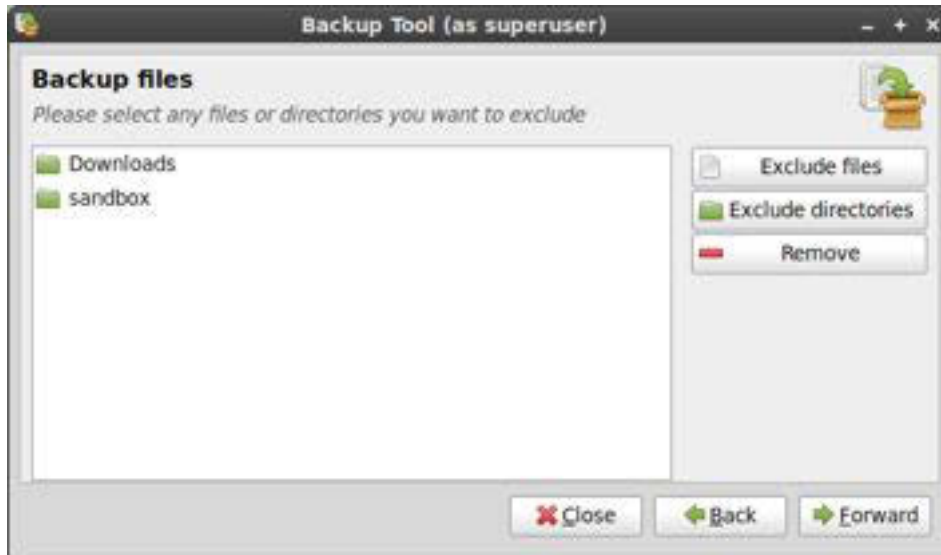 Backup Tool (as superuser)
Backup files
Please select any files or directories you want to exclude
Downloads
sandbox
Exclude files
Exclude directories
Remove
Close
Back
Forward